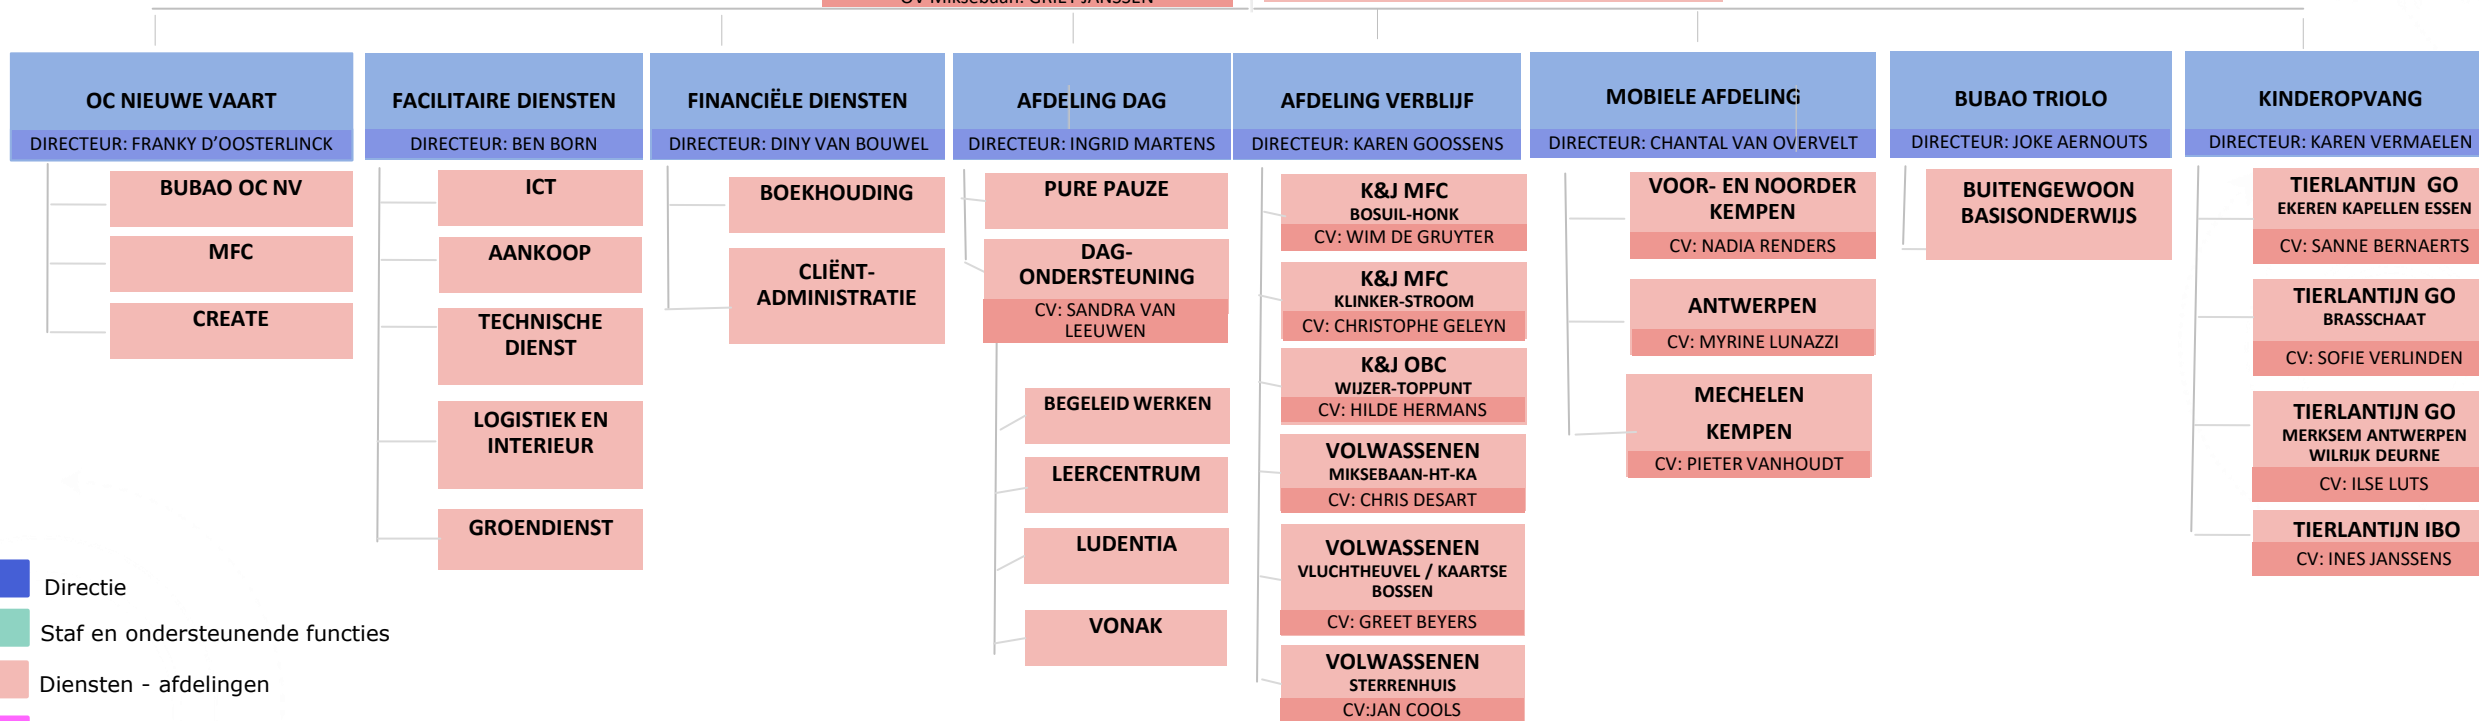 CV Miksebaan: GRIET JANSSEN
OC NIEUWE VAART
DIRECTEUR: FRANKY D’OOSTERLINCK
BUBAO OC NV
MFC
CREATE
FACILITAIRE DIENSTEN
DIRECTEUR: BEN BORN
ICT
AANKOOP
TECHNISCHE
DIENST
LOGISTIEK EN
INTERIEUR
GROENDIENST
FINANCIËLE DIENSTEN
DIRECTEUR: DINY VAN BOUWEL
BOEKHOUDING
CLIËNT-
ADMINISTRATIE
AFDELING DAG
DIRECTEUR: INGRID MARTENS
PURE PAUZE
DAG-
ONDERSTEUNING
CV: SANDRA VAN
LEEUWEN
BEGELEID WERKEN
LEERCENTRUM
LUDENTIA
VONAK
AFDELING VERBLIJF
DIRECTEUR: KAREN GOOSSENS
K&J MFC
BOSUIL-HONK
CV: WIM DE GRUYTER
K&J MFC
KLINKER-STROOM
CV: CHRISTOPHE GELEYN
K&J OBC
WIJZER-TOPPUNT
CV: HILDE HERMANS
VOLWASSENEN
MIKSEBAAN-HT-KA
CV: CHRIS DESART
VOLWASSENEN
VLUCHTHEUVEL / KAARTSE
BOSSEN
CV: GREET BEYERS
VOLWASSENEN
STERRENHUIS
CV:JAN COOLS
MOBIELE AFDELING
DIRECTEUR: CHANTAL VAN OVERVELT
VOOR- EN NOORDER
KEMPEN
CV: NADIA RENDERS
ANTWERPEN
CV: MYRINE LUNAZZI
MECHELEN
KEMPEN
CV: PIETER VANHOUDT
BUBAO TRIOLO
DIRECTEUR: JOKE AERNOUTS
BUITENGEWOON
BASISONDERWIJS
KINDEROPVANG
DIRECTEUR: KAREN VERMAELEN
TIERLANTIJN GO
EKEREN KAPELLEN ESSEN
CV: SANNE BERNAERTS
TIERLANTIJN GO
BRASSCHAAT
CV: SOFIE VERLINDEN
TIERLANTIJN GO
MERKSEM ANTWERPEN
WILRIJK DEURNE
CV: ILSE LUTS
TIERLANTIJN IBO
CV: INES JANSSENS
Directie
Staf en ondersteunende functies
Diensten - afdelingen